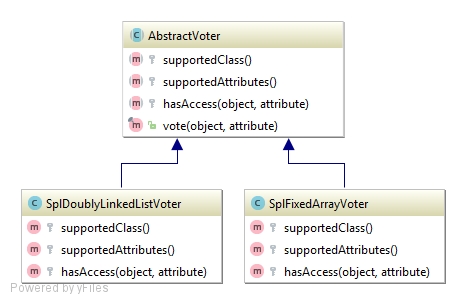 AbstractVoter
supportedClass()
supportedAttributes()
hasAccess(object, attribute)
vote(object, attribute)
SplDoublyLinkedListVoter
supportedClass()
supportedAttributes()
hasAccess(object, attribute)
SplFixedArrayVoter
supportedClass()
supportedAttributes()
hasAccess(object, attribute)
Powered by yFiles